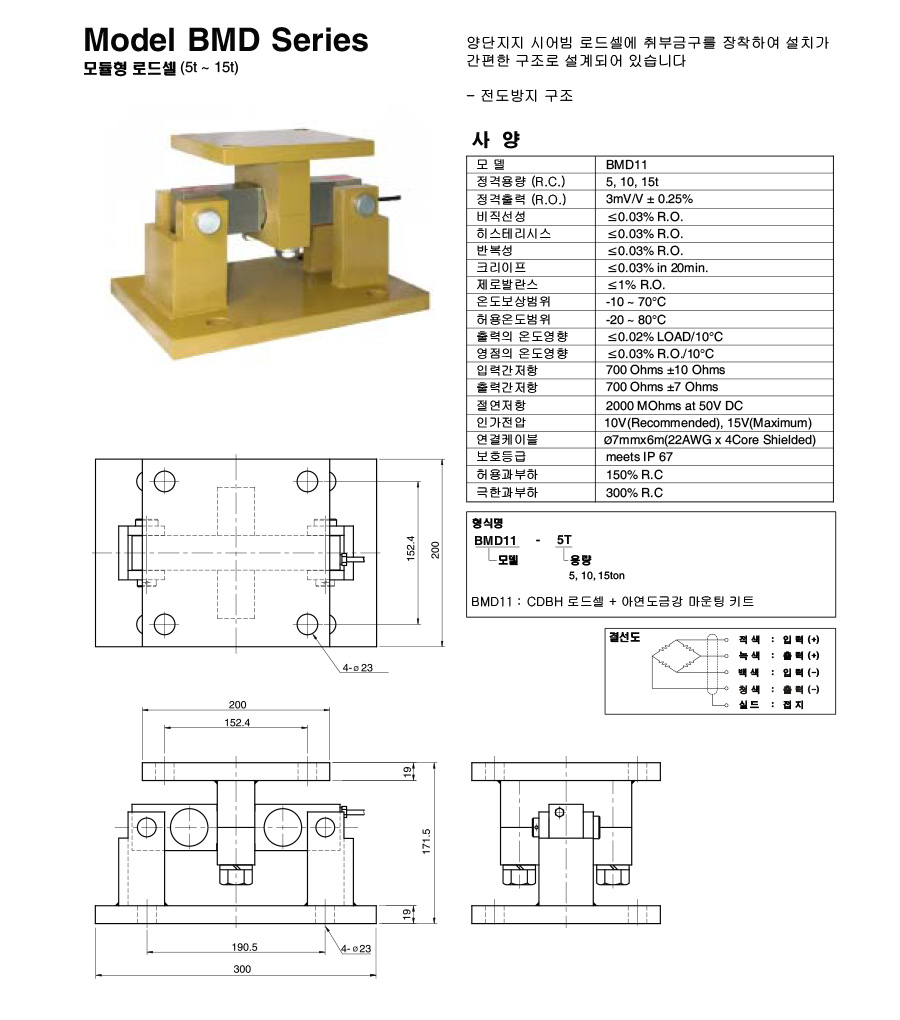 Model BMD Series
모듈형 로드셀 (5t ~ 15t)
양단지지 시어빔 로드셀에 취부금구를 장착하여 설치가
간편한 구조로 설계되어 있습니다
– 전도방지 구조
사 양
모 델 BMD11
정격용량 (R.C.) 5, 10, 15t
정격출력 (R.O.) 3mV/V ± 0.25%
비직선성 ≤0.03% R.O.
히스테리시스 ≤0.03% R.O.
반복성 ≤0.03% R.O.
크리이프 ≤0.03% in 20min.
제로발란스 ≤1% R.O.
온도보상범위 -10 ~ 70°C
허용온도범위 -20 ~ 80°C
출력의 온도영향 ≤0.02% LOAD/10°C
영점의 온도영향 ≤0.03% R.O./10°C
입력간저항 700 Ohms ±10 Ohms
출력간저항 700 Ohms ±7 Ohms
절연저항 2000 MOhms at 50V DC
인가전압 10V(Recommended), 15V(Maximum)
연결케이블 Ø7mmx6m(22AWG x 4Core Shielded)
보호등급 meets IP 67
허용과부하 150% R.C
극한과부하 300% R.C
형식명
BMD11 - 5T
모델 용량
5, 10, 15ton
BMD11 : CDBH 로드셀 + 아연도금강 마운팅 키트
결선도
적색 : 입력(+)
녹색 : 출력(+)
백색 : 입력(-)
청색 : 출력(-)
실드 : 접지
152.4
200
4-ø23
200
152.4
19
171.5
19
190.5
4-ø23
300